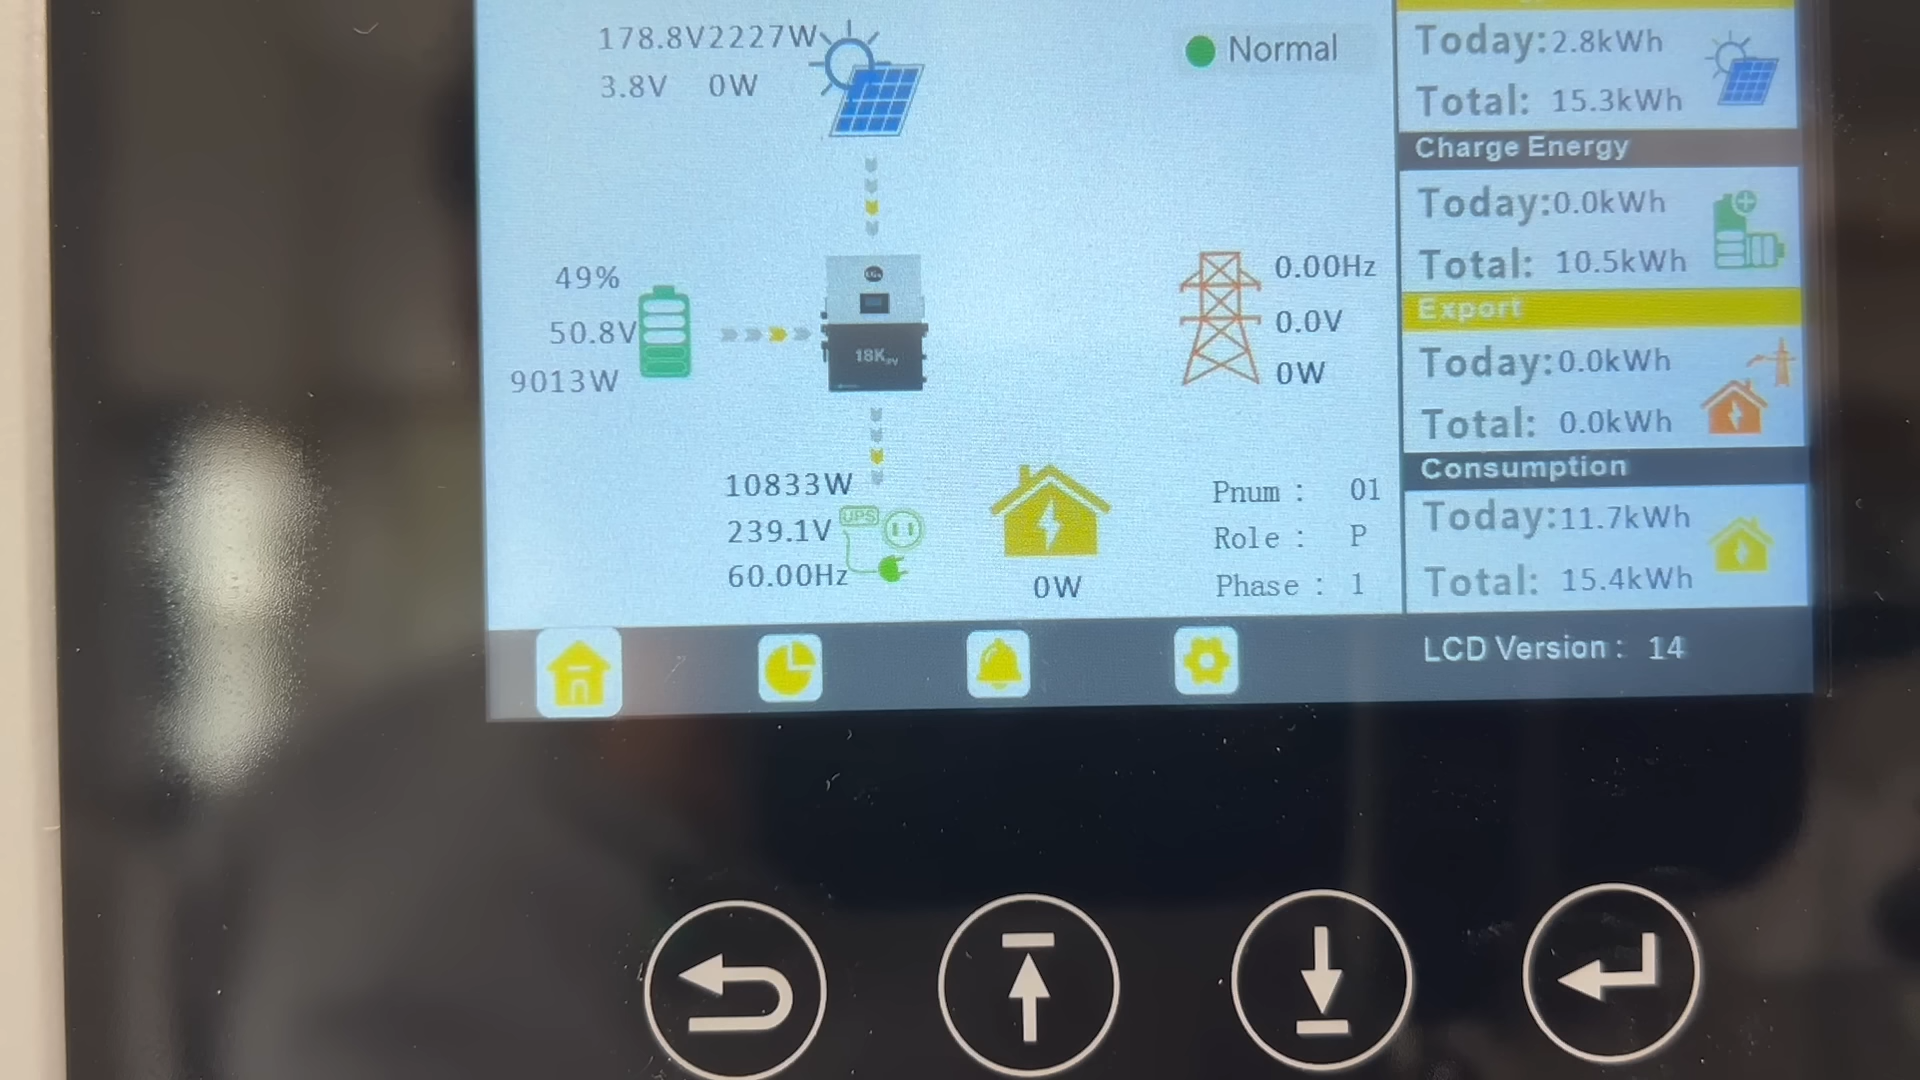 178.8V2227W
3.8V 0W
Normal
49%
50.8V
9013W
18KPV
0.00Hz
0.0V
0W
10833W
239.1V
60.00Hz
UPS
0W
Pnum : 01
Role : P
Phase : 1
Today:2.8kWh
Total: 15.3kWh
Charge Energy
Today:0.0kWh
Total: 10.5kWh
Export
Today:0.0kWh
Total: 0.0kWh
Consumption
Today:11.7kWh
Total: 15.4kWh
LCD Version : 14